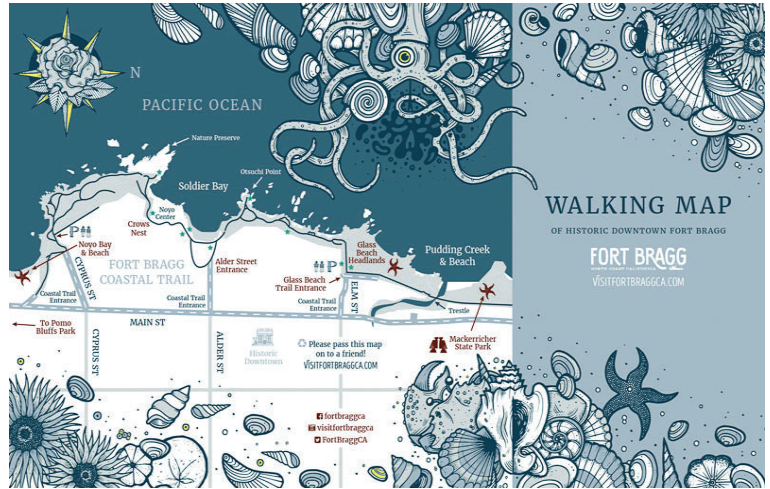 N
PACIFIC OCEAN
Nature Preserve
Otsuchi Point
Soldier Bay
Noyo
Center
Crows
Nest
P
Noyo Bay
& Beach
CYPRUS ST
FORT BRAGG
COASTAL TRAIL
Alder Street
Entrance
Glass
Beach
Headlands
Pudding Creek
& Beach
P
Glass Beach
Trail Entrance
Coastal Trail
Entrance
Coastal Trail
Entrance
Coastal Trail
Entrance
ELM ST
Trestle
To Pomo
Bluffs Park
MAIN ST
CYPRUS ST
ALDER ST
Historic
Downtown
Please pass this map
on to a friend!
VISITFORTBRAGGCA.COM
Mackerricher
State Park
fortbraggca
visitfortbraggca
FortBraggCA
WALKING MAP
OF HISTORIC DOWNTOWN FORT BRAGG
FORT BRAGG
NORTH COAST CALIFORNIA
VISITFORTBRAGGCA.COM